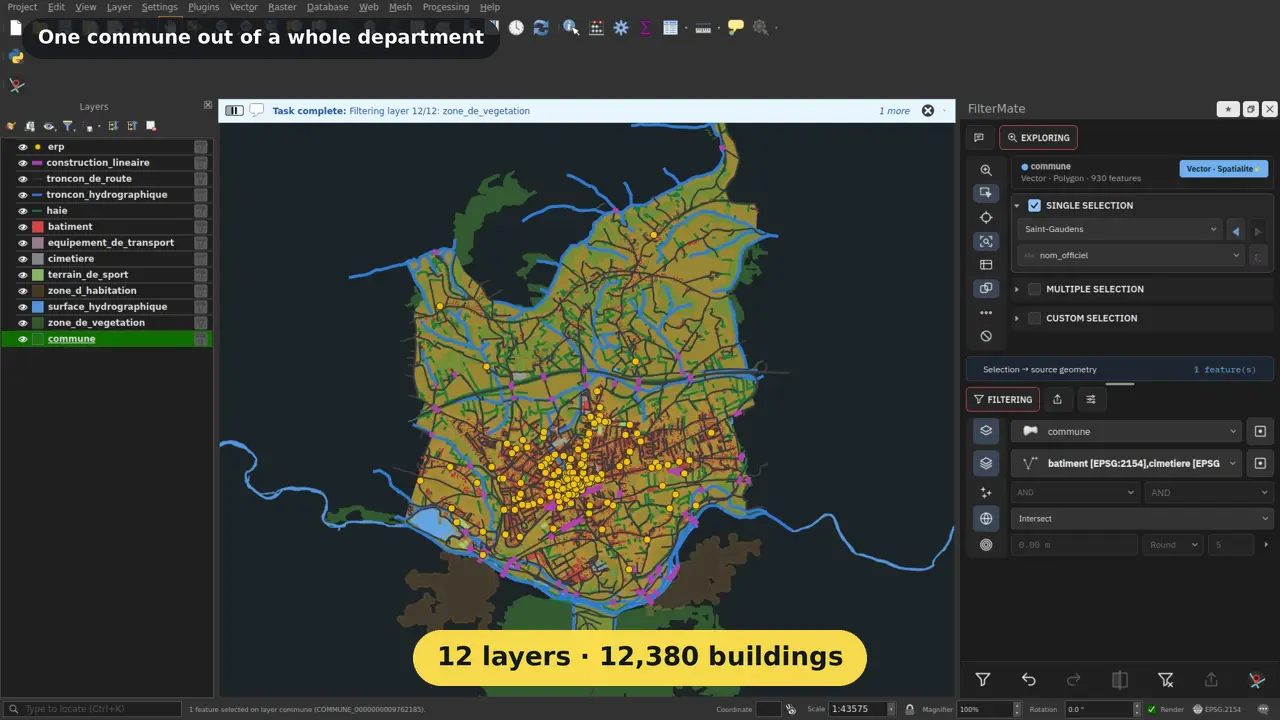 Project Edit View Layer Settings Plugins Vector Raster Database Web Mesh Processing Help
One commune out of a whole department
Layers
Task complete: Filtering layer 12/12: zone_de_vegetation
1 more
FilterMate
EXPLORING
erp
construction_lineaire
troncon_de_route
troncon_hydrographique
haie
batiment
equipement_de_transport
cimetiere
terrain_de_sport
zone_d_habitation
surface_hydrographique
zone_de_vegetation
commune
commune
Vector · Polygon · 930 features
Vector · Spatialite
SINGLE SELECTION
Saint-Gaudens
nom_officiel
MULTIPLE SELECTION
CUSTOM SELECTION
Selection → source geometry 1 feature(s)
FILTERING
commune
batiment [EPSG:2154],cimetiere [EPSG
AND AND
Intersect
0.00 m Round 5
12 layers · 12,380 buildings
Type to locate (Ctrl+K)
1 feature selected on layer commune (COMMUNE_0000000009762185).
Coordinate
Scale 1:43575
Magnifier 100%
Rotation 0.0 °
Render
EPSG:2154